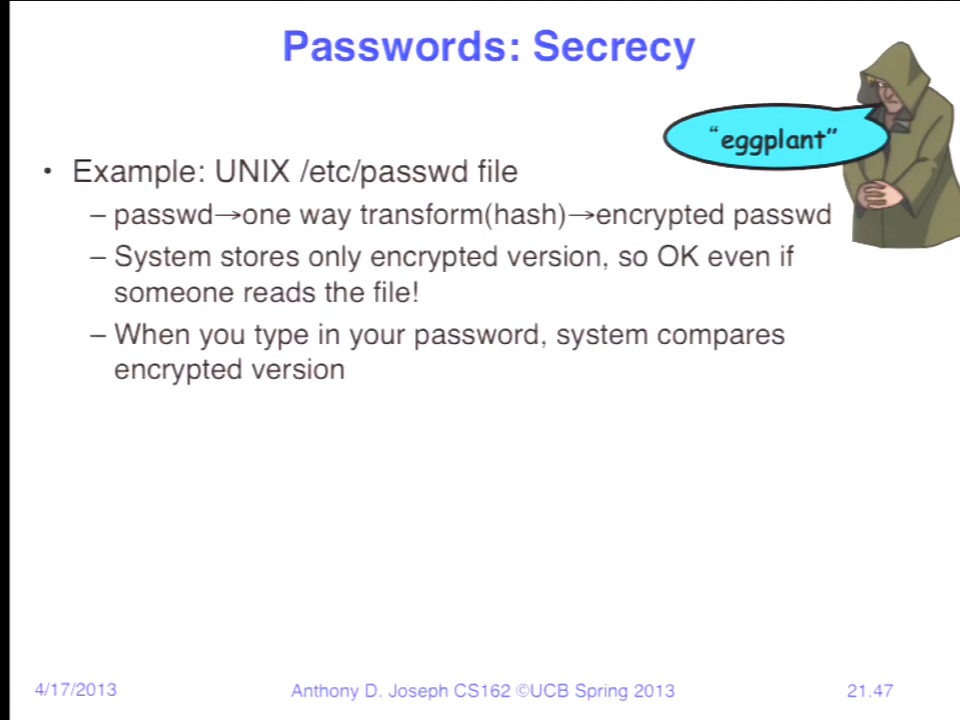 Passwords: Secrecy
“eggplant”
• Example: UNIX /etc/passwd file
– passwd→one way transform(hash)→encrypted passwd
– System stores only encrypted version, so OK even if
someone reads the file!
– When you type in your password, system compares
encrypted version
4/17/2013
Anthony D. Joseph CS162 ©UCB Spring 2013
21.47